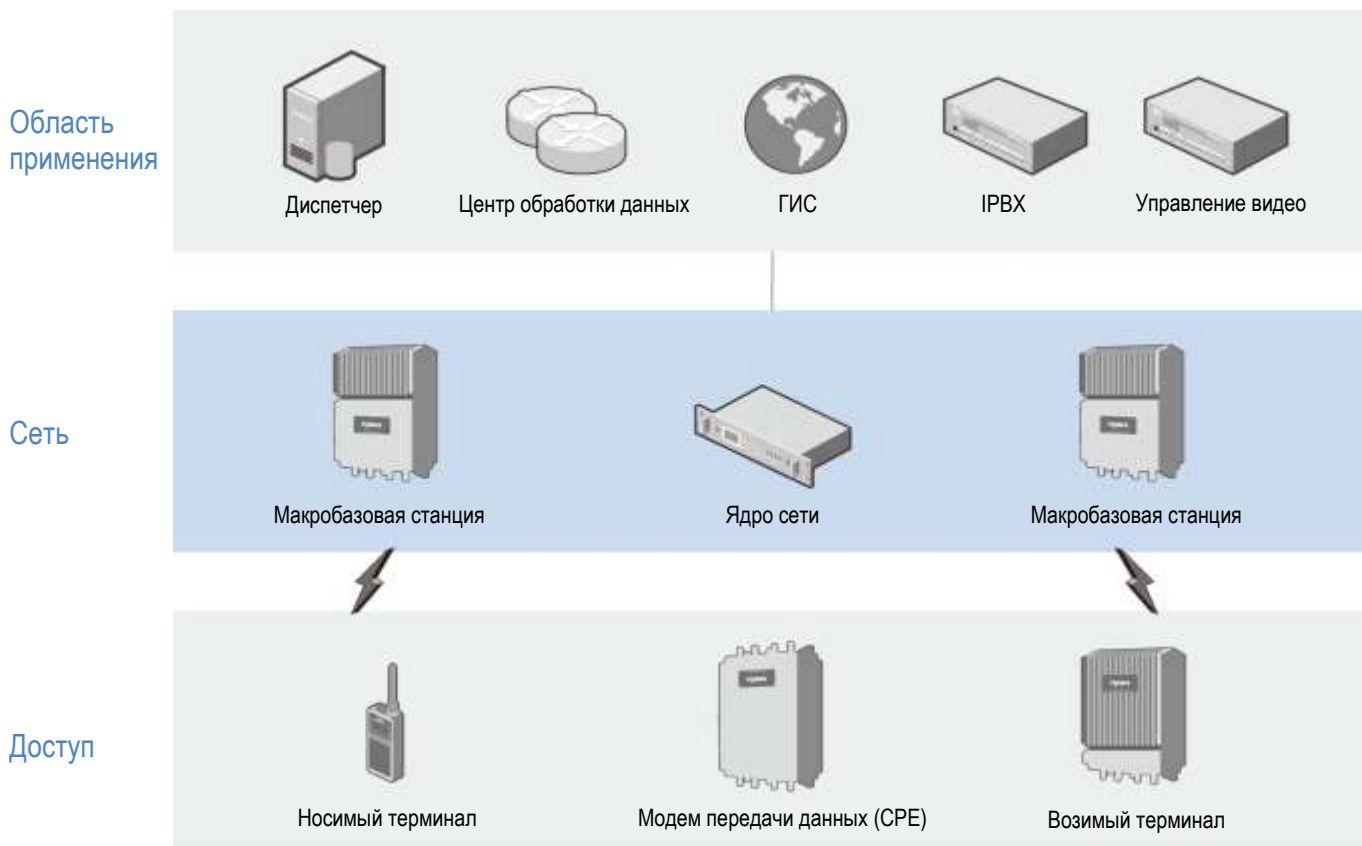 Область
применения
Диспетчер
Центр обработки данных
ГИС
IPBX
Управление видео
Сеть
Макробазовая станция
Ядро сети
Макробазовая станция
Доступ
Носимый терминал
Модем передачи данных (CPE)
Возимый терминал